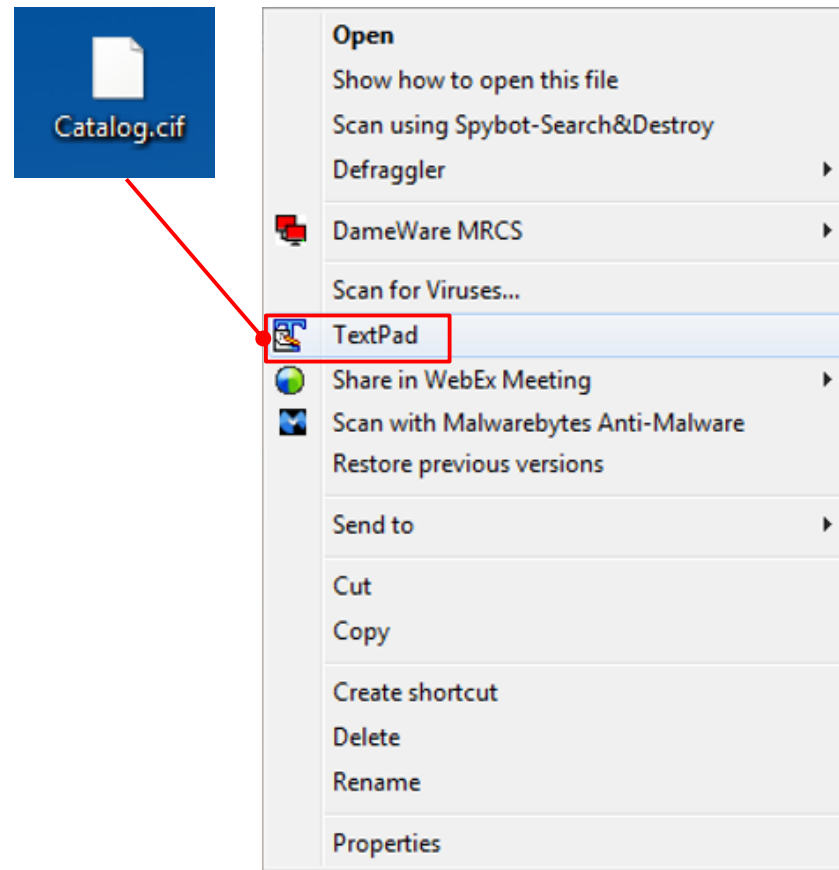 Catalog.cif
Open
Show how to open this file
Scan using Spybot-Search&Destroy
Defraggler
DameWare MRCS
Scan for Viruses...
TextPad
Share in WebEx Meeting
Scan with Malwarebytes Anti-Malware
Restore previous versions
Send to
Cut
Copy
Create shortcut
Delete
Rename
Properties